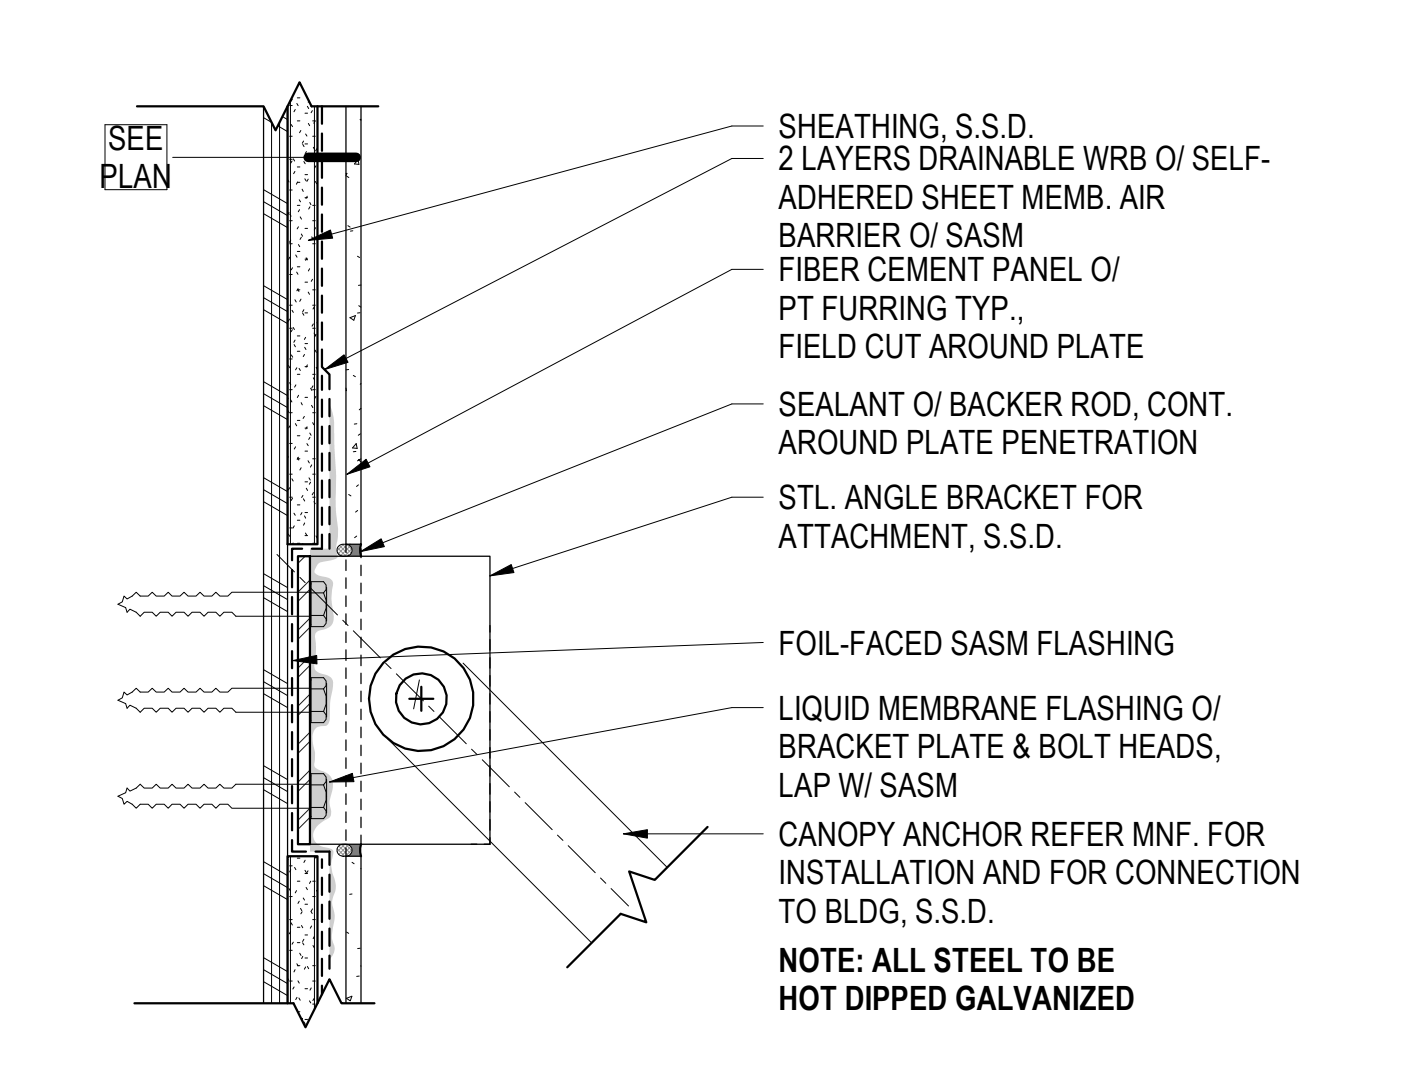 SEE
PLAN
SHEATHING, S.S.D.
2 LAYERS DRAINABLE WRB O/ SELF-
ADHERED SHEET MEMB. AIR
BARRIER O/ SASM
FIBER CEMENT PANEL O/
PT FURRING TYP.,
FIELD CUT AROUND PLATE
SEALANT O/ BACKER ROD, CONT.
AROUND PLATE PENETRATION
STL. ANGLE BRACKET FOR
ATTACHMENT, S.S.D.
FOIL-FACED SASM FLASHING
LIQUID MEMBRANE FLASHING O/
BRACKET PLATE & BOLT HEADS,
LAP W/ SASM
CANOPY ANCHOR REFER MNF. FOR
INSTALLATION AND FOR CONNECTION
TO BLDG, S.S.D.
NOTE: ALL STEEL TO BE
HOT DIPPED GALVANIZED